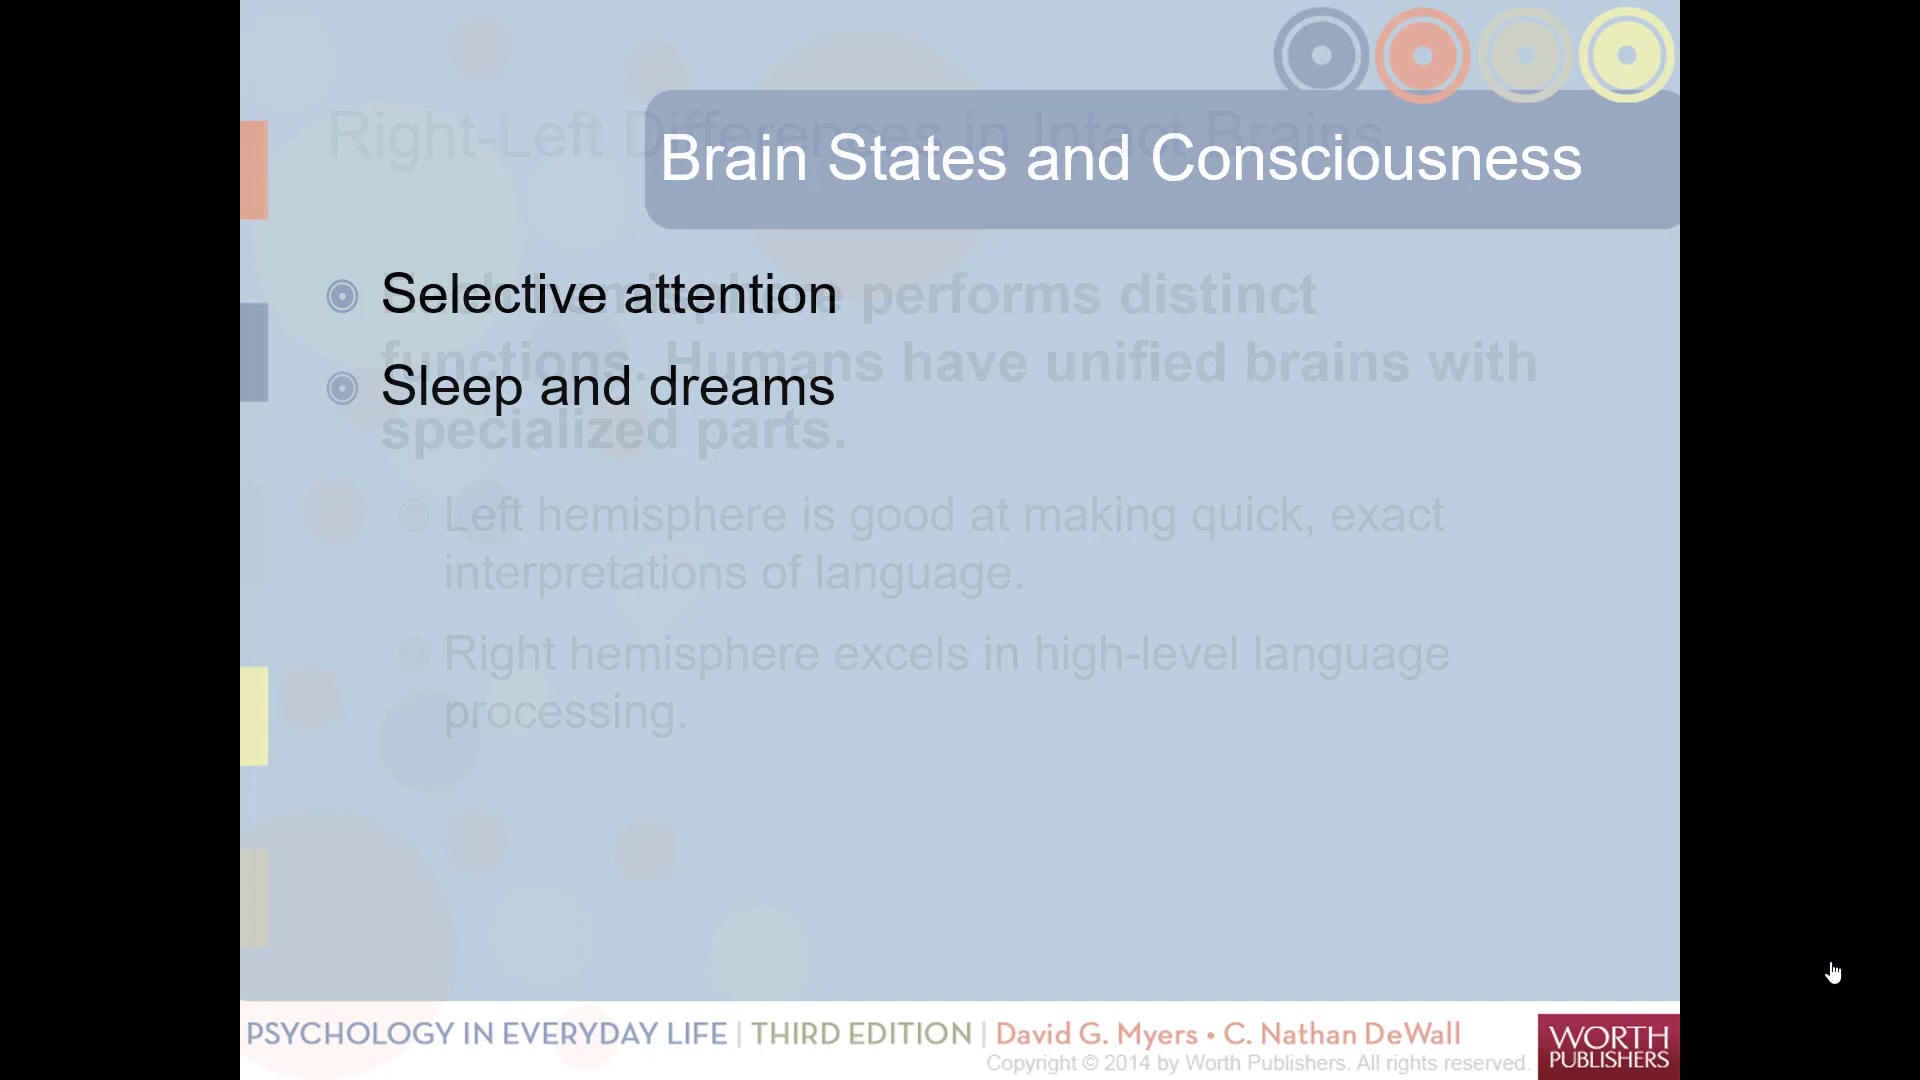 Right-Left Differences in Intact Brains
Brain States and Consciousness
Selective attention
performs distinct
Sleep and dreams
functions. Humans have unified brains with
specialized parts.
Left hemisphere is good at making quick, exact
interpretations of language.
Right hemisphere excels in high-level language
processing.
PSYCHOLOGY IN EVERYDAY LIFE | THIRD EDITION | David G. Myers • C. Nathan DeWall
Copyright © 2014 by Worth Publishers. All rights reserved.
WORTH
PUBLISHERS